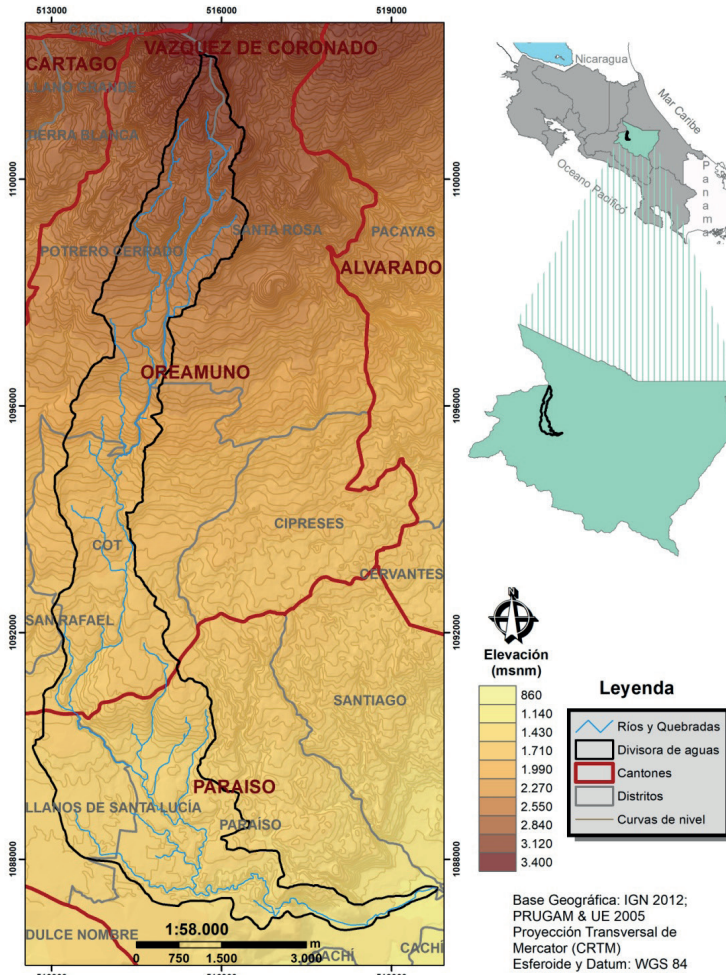 513000 516000 519000
VAZQUEZ DE CORONADO
CARTAGO
TIERRA BLANCA
1100000 1100000
SANTA ROSA
PACAYAS
POTRERO CERRADO
ALVARADO
OREAMUNO
1096000 1096000
CIPRESES
COT
CERVANTES
SAN RAFAEL
1092000 1092000
SANTIAGO
PARAISO
LLANOS DE SANTA LUCÍA
PARAÍSO
1088000 1088000
1:58.000
DULCE NOMBRE
0 750 1.500 3.000 m
CACHÍ
CACHÍ
Nicaragua
Mar Caribe
Oceano Pacificó
Panama
N
Elevación
(msnm)
860
1.140
1.430
1.710
1.990
2.270
2.550
2.840
3.120
3.400
Leyenda
Ríos y Quebradas
Divisora de aguas
Cantones
Distritos
Curvas de nivel
Base Geográfica: IGN 2012;
PRUGAM & UE 2005
Proyección Transversal de
Mercator (CRTM)
Esferoide y Datum: WGS 84